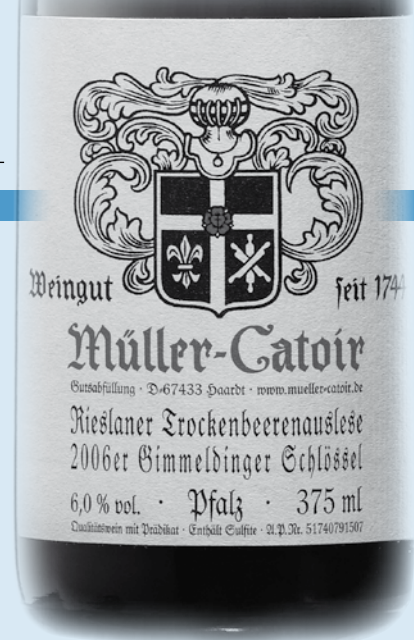 Weingut seit 1744
Müller-Catoir
Gutsabfüllung · D-67433 Haardt · www.mueller-catoir.de
Rieslaner Trockenbeerenauslese
2006er Gimmeldinger Schlössel
6,0 % vol. · Pfalz · 375 ml
Qualitätswein mit Prädikat · Enthält Sulfite · A.P.Nr. 51740791507